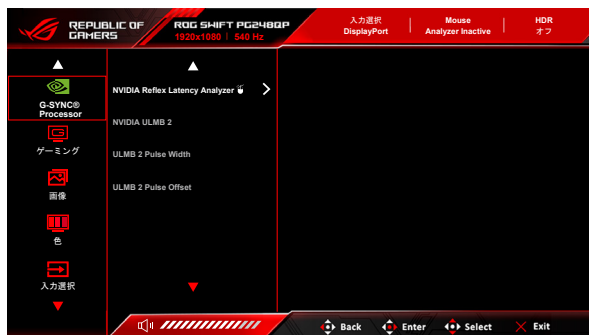 REPUBLIC OF
GAMERS
ROG SWIFT PG248QP
1920x1080 | 540 Hz
入力選択
DisplayPort
Mouse
Analyzer Inactive
HDR
オフ
G-SYNC®
Processor
ゲーミング
画像
色
入力選択
NVIDIA Reflex Latency Analyzer
NVIDIA ULMB 2
ULMB 2 Pulse Width
ULMB 2 Pulse Offset
Back
Enter
Select
Exit